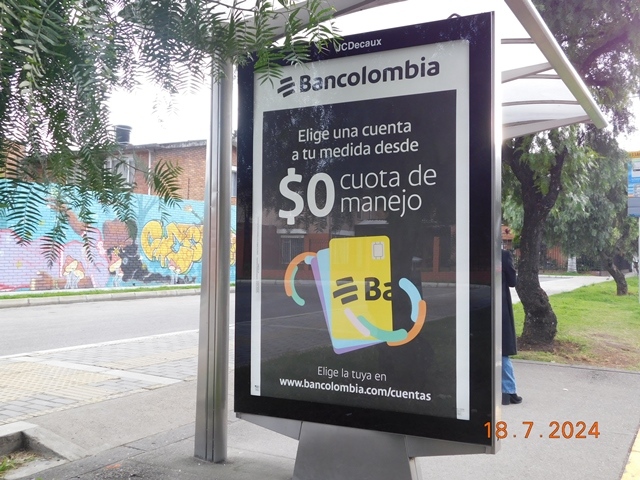 JCDecaux
Bancolombia
Elige una cuenta
a tu medida desde
$0 cuota de
manejo
Ba
Elige la tuya en
www.bancolombia.com/cuentas
18.7.2024